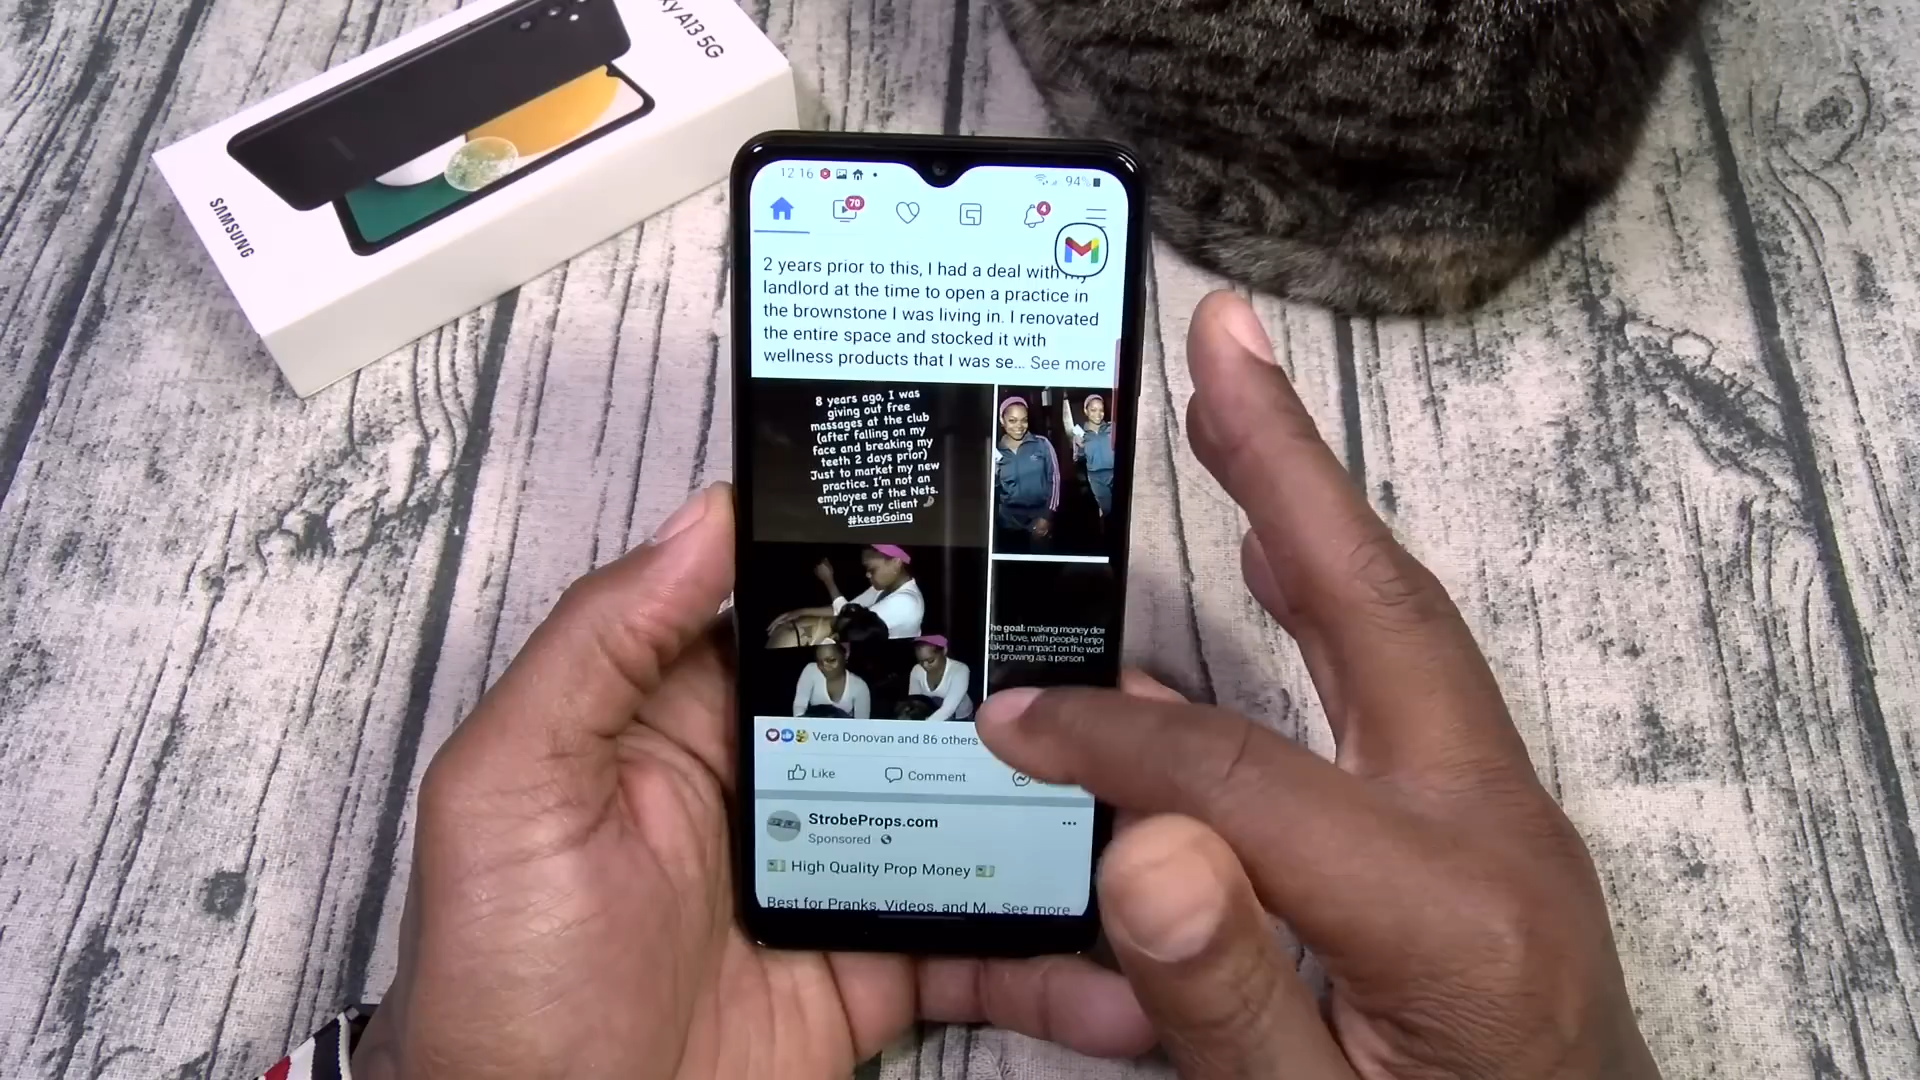 A13 5G
SAMSUNG
12 16
94%
70
4
2 years prior to this, I had a deal with
landlord at the time to open a practice in
the brownstone I was living in. I renovated
the entire space and stocked it with
wellness products that I was se... See more
8 years ago, I was
giving out free
massages at the club
(after falling on my
face and breaking my
teeth 2 days prior)
Just to market my new
practice. I'm not an
employee of the Nets.
They're my client
#keepGoing
he goal: making money doi
hat I love, with people I enjoy
aking an impact on the worl
nd growing as a person
Vera Donovan and 86 others
Like
Comment
StrobeProps.com
Sponsored
High Quality Prop Money
Best for Pranks, Videos, and M... See more